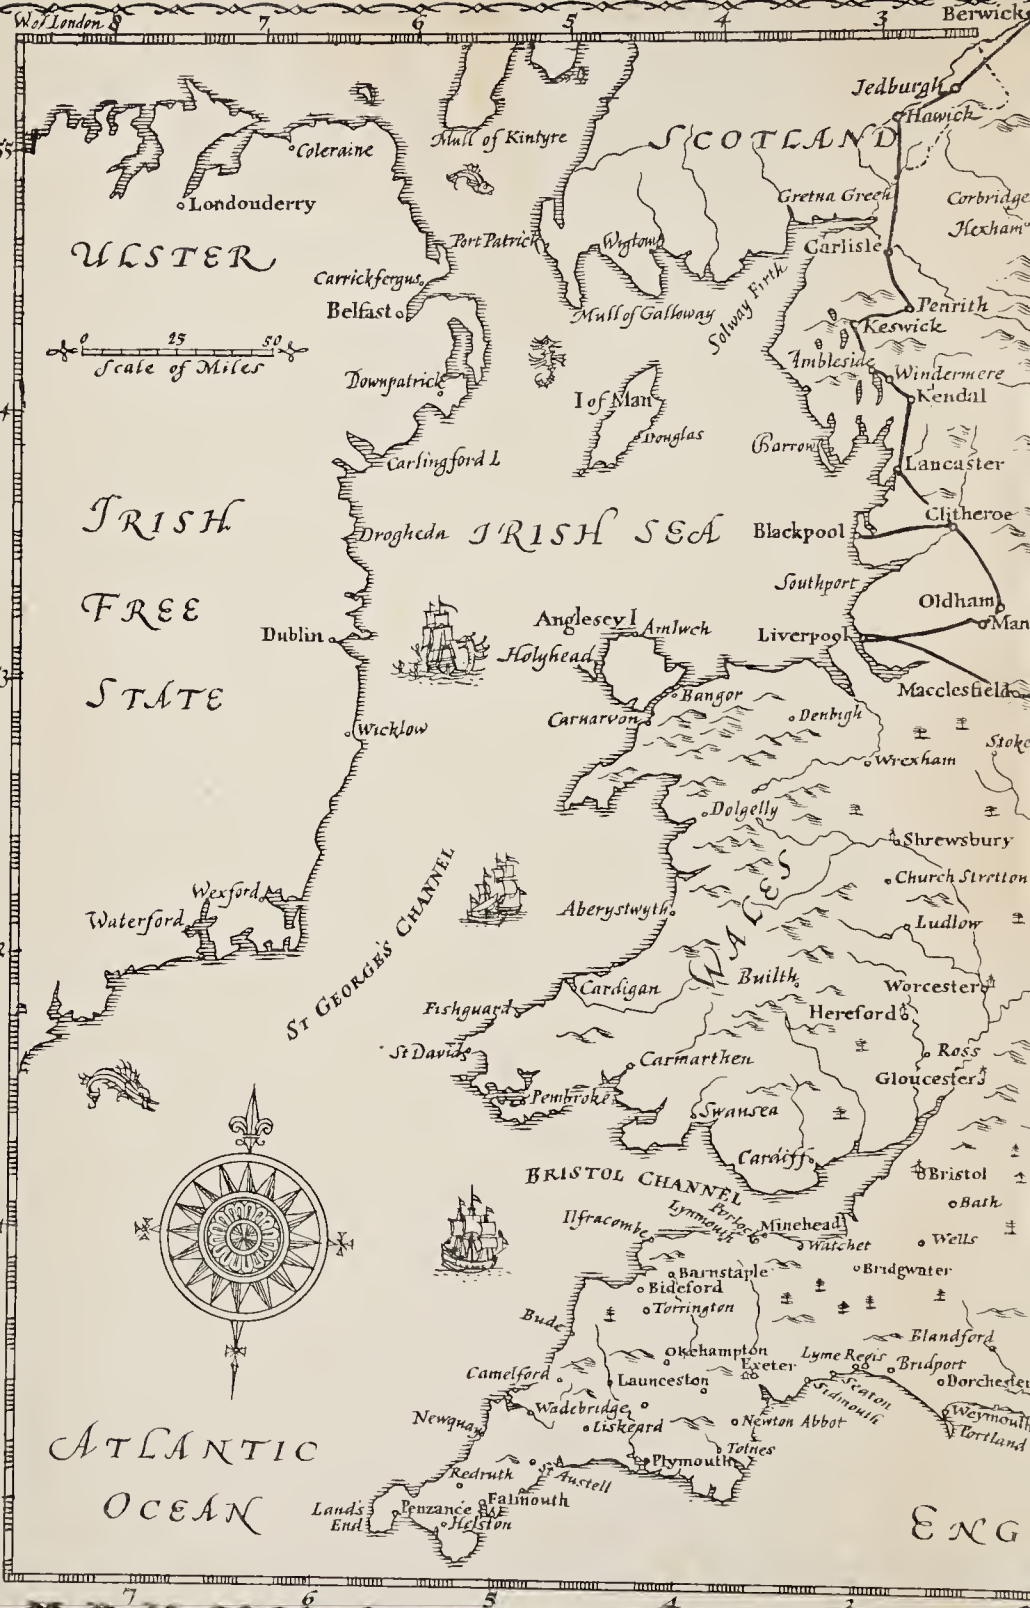 W. of London 8 7 6 5 4 3
Berwick
Jedburgh
Hawick
SCOTLAND
Mull of Kintyre
Coleraine
55
Londouderry
Gretna Green
Corbridge
Hexham
Port Patrick
Wigtown
Carlisle
ULSTER
Carrickfergus
Belfast
Mull of Galloway
Solway Firth
Penrith
Keswick
0 25 50
Scale of Miles
Ambleside
Windermere
Downpatrick
Kendal
I of Man
4
Douglas
Barrow
Carlingford L
Lancaster
IRISH
FREE
STATE
Drogheda
IRISH SEA
Blackpool
Clitheroe
Southport
Oldham
Man
Anglesey I
Amlwch
Dublin
Liverpool
Holyhead
3
Macclesfield
Bangor
Carnarvon
Denbigh
Wicklow
Stoke
Wrexham
Dolgelly
Shrewsbury
Church Stretton
Wexford
Waterford
Aberystwyth
Ludlow
ST GEORGE'S CHANNEL
WALES
2
Builth
Cardigan
Worcester
Fishguard
Hereford
St Davids
Ross
Carmarthen
Gloucester
Pembroke
Swansea
Cardiff
BRISTOL CHANNEL
Bristol
Bath
Ilfracombe
Lynmouth
Porlock
Minehead
Watchet
Wells
Barnstaple
Bridgwater
Bideford
Torrington
Bude
Blandford
Okehampton
Exeter
Lyme Regis
Bridport
Camelford
Launceston
Dorchester
Seaton
Sidmouth
Wadebridge
Weymouth
Newquay
Liskeard
Newton Abbot
Portland
ATLANTIC
OCEAN
Totnes
Plymouth
Redruth
St Austell
Land's
End
Penzance
Falmouth
Helston
ENG
7 6 5 4 3